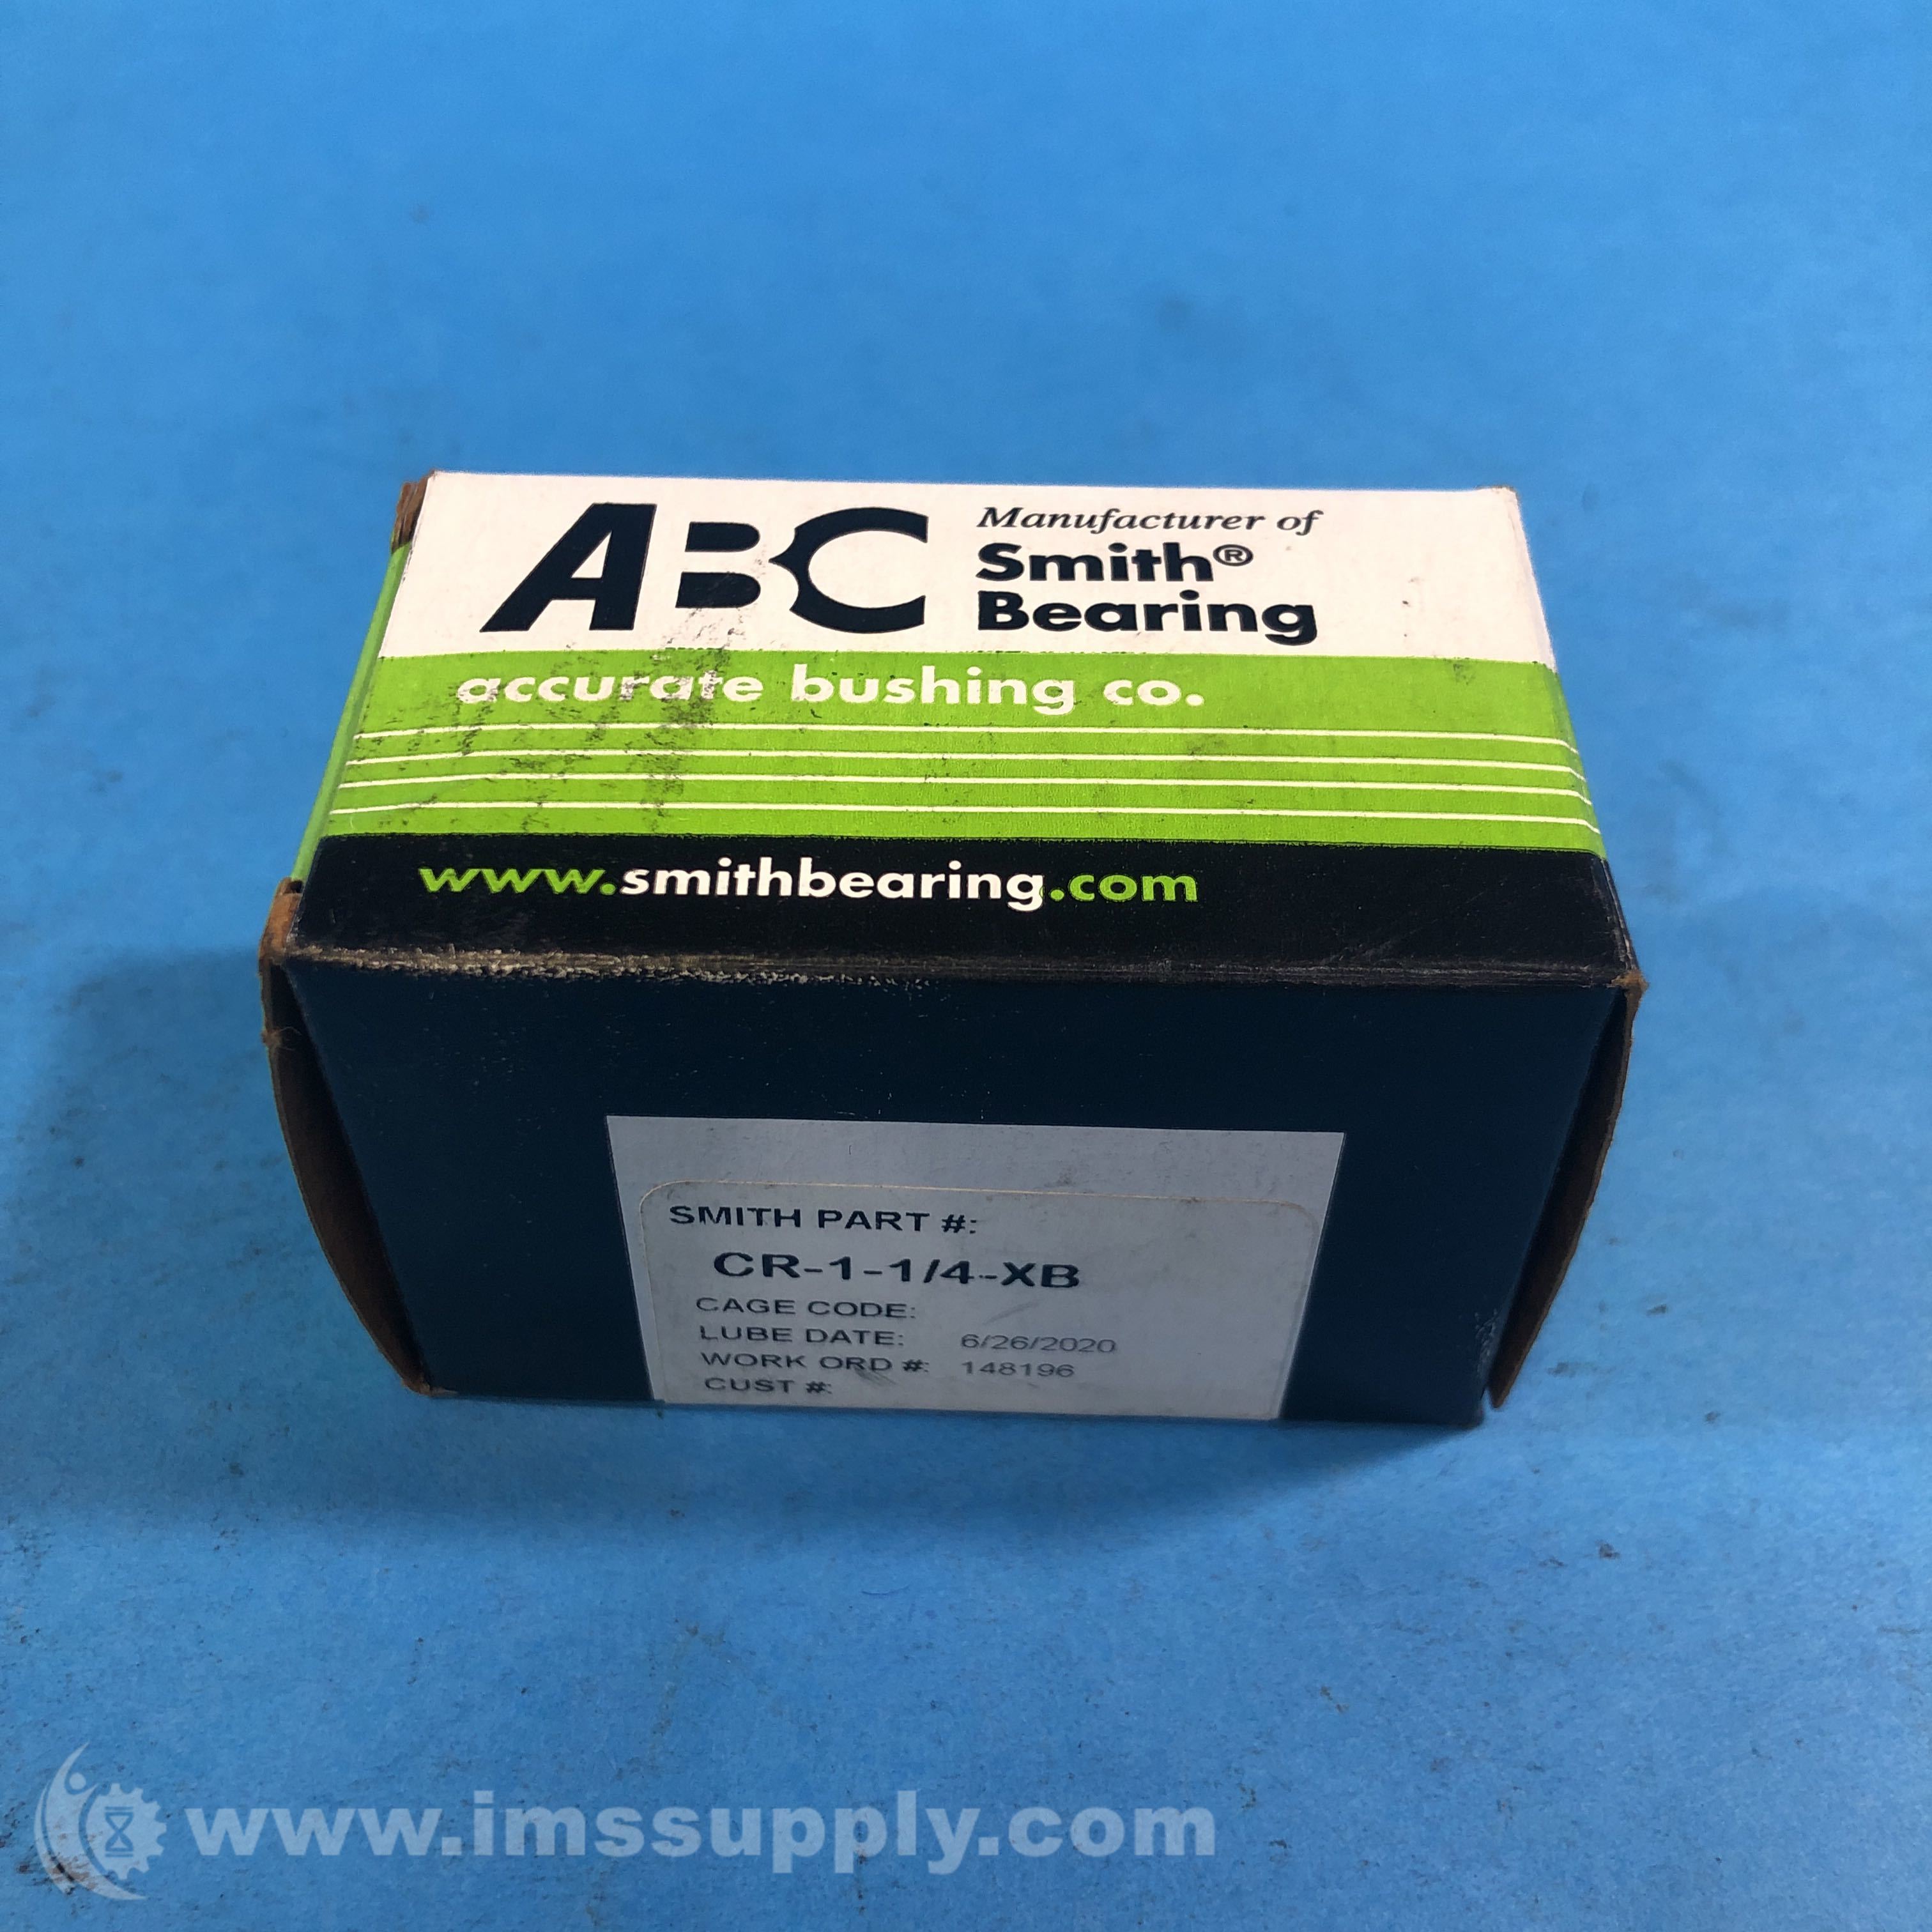 ABC
Manufacturer of
Smith®
Bearing
accurate bushing co.
www.smithbearing.com
SMITH PART #:
CR-1-1/4-XB
CAGE CODE:
LUBE DATE: 6/26/2020
WORK ORD #: 148196
CUST #:
www.imssupply.com